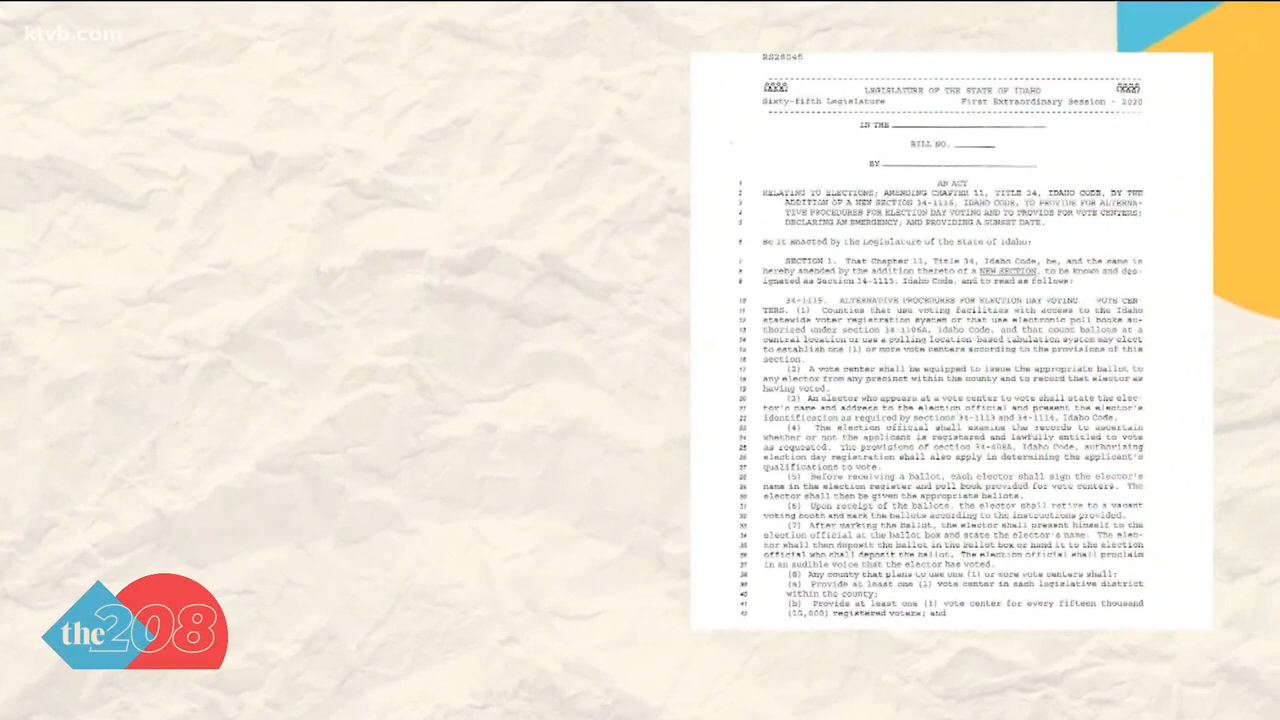 ktvb.com
RS28046
LEGISLATURE OF THE STATE OF IDAHO
Sixty-fifth Legislature First Extraordinary Session - 2020
IN THE
BILL NO.
BY
1 AN ACT
2 RELATING TO ELECTIONS; AMENDING CHAPTER 11, TITLE 34, IDAHO CODE, BY THE
3 ADDITION OF A NEW SECTION 34-1115, IDAHO CODE, TO PROVIDE FOR ALTERNA-
4 TIVE PROCEDURES FOR ELECTION DAY VOTING AND TO PROVIDE FOR VOTE CENTERS;
5 DECLARING AN EMERGENCY; AND PROVIDING A SUNSET DATE.
6 Be It Enacted by the Legislature of the State of Idaho:
7 SECTION 1. That Chapter 11, Title 34, Idaho Code, be, and the same is
8 hereby amended by the addition thereto of a NEW SECTION, to be known and des-
9 ignated as Section 34-1115, Idaho Code, and to read as follows:
10 34-1115. ALTERNATIVE PROCEDURES FOR ELECTION DAY VOTING VOTE CEN
11 TERS. (1) Counties that use voting facilities with access to the Idaho
12 statewide voter registration system or that use electronic poll books au-
13 thorized under section 34-1106A, Idaho Code, and that count ballots at a
14 central location or use a polling location based tabulation system may elect
15 to establish one (1) or more vote centers according to the provisions of this
16 section.
17 (2) A vote center shall be equipped to issue the appropriate ballot to
18 any elector from any precinct within the county and to record that elector as
19 having voted.
20 (3) An elector who appears at a vote center to vote shall state the elec-
21 tor's name and address to the election official and present the elector's
22 identification as required by sections 34-1113 and 34-1114, Idaho Code.
23 (4) The election official shall examine the records to ascertain
24 whether or not the applicant is registered and lawfully entitled to vote
25 as requested. The provisions of section 34-408A, Idaho Code, authorizing
26 election day registration shall also apply in determining the applicant's
27 qualifications to vote.
28 (5) Before receiving a ballot, each elector shall sign the elector's
29 name in the election register and poll book provided for vote centers. The
30 elector shall then be given the appropriate ballots.
31 (6) Upon receipt of the ballots, the elector shall retire to a vacant
32 voting booth and mark the ballots according to the instructions provided.
33 (7) After marking the ballot, the elector shall present himself to the
34 election official at the ballot box and state the elector's name. The elec-
35 tor shall then deposit the ballot in the ballot box or hand it to the election
36 official who shall deposit the ballot. The election official shall proclaim
37 in an audible voice that the elector has voted.
38 (8) Any county that plans to use one (1) or more vote centers shall:
39 (a) Provide at least one (1) vote center in each legislative district
40 within the county;
41 (b) Provide at least one (1) vote center for every fifteen thousand
42 (15,000) registered voters; and
the208